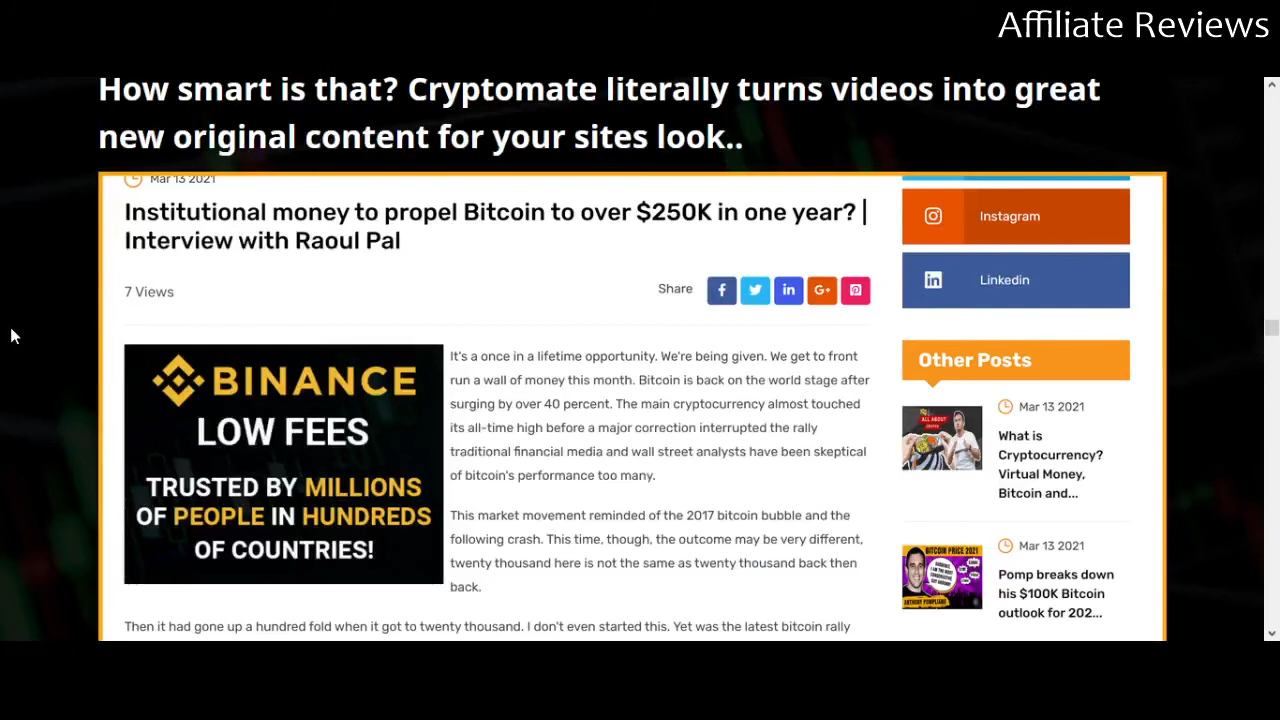 Affiliate Reviews
How smart is that? Cryptomate literally turns videos into great
new original content for your sites look..
Mar 13 2021
Institutional money to propel Bitcoin to over $250K in one year? |
Interview with Raoul Pal
7 Views
Share
BINANCE
LOW FEES
TRUSTED BY MILLIONS
OF PEOPLE IN HUNDREDS
OF COUNTRIES!
It's a once in a lifetime opportunity. We're being given. We get to front
run a wall of money this month. Bitcoin is back on the world stage after
surging by over 40 percent. The main cryptocurrency almost touched
its all-time high before a major correction interrupted the rally
traditional financial media and wall street analysts have been skeptical
of bitcoin's performance too many.
This market movement reminded of the 2017 bitcoin bubble and the
following crash. This time, though, the outcome may be very different,
twenty thousand here is not the same as twenty thousand back then
back.
Then it had gone up a hundred fold when it got to twenty thousand. I don't even started this. Yet was the latest bitcoin rally
Instagram
Linkedin
Other Posts
Mar 13 2021
What is
Cryptocurrency?
Virtual Money,
Bitcoin and...
Mar 13 2021
BITCOIN PRICE 2021
Pomp breaks down
his $100K Bitcoin
outlook for 202...